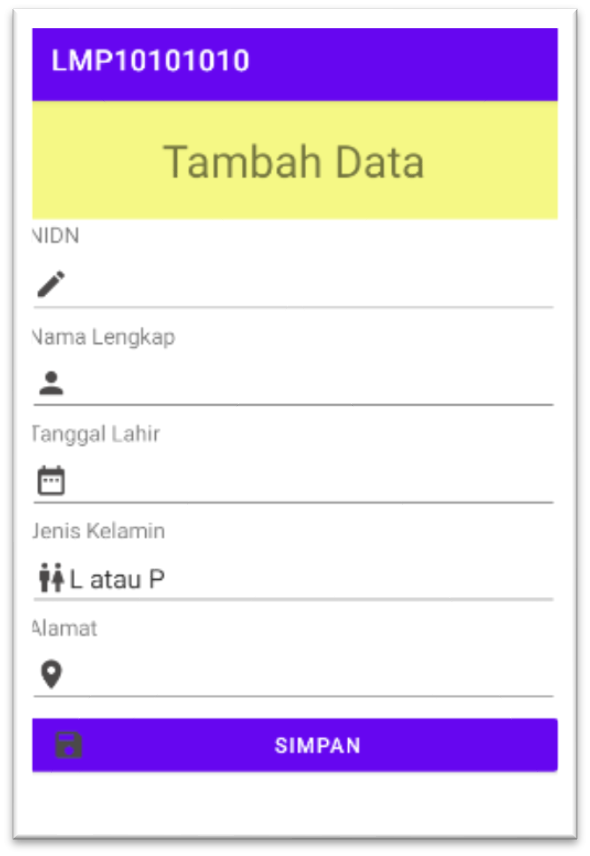 LMP10101010
Tambah Data
NIDN
Nama Lengkap
Tanggal Lahir
Jenis Kelamin
L atau P
Alamat
SIMPAN